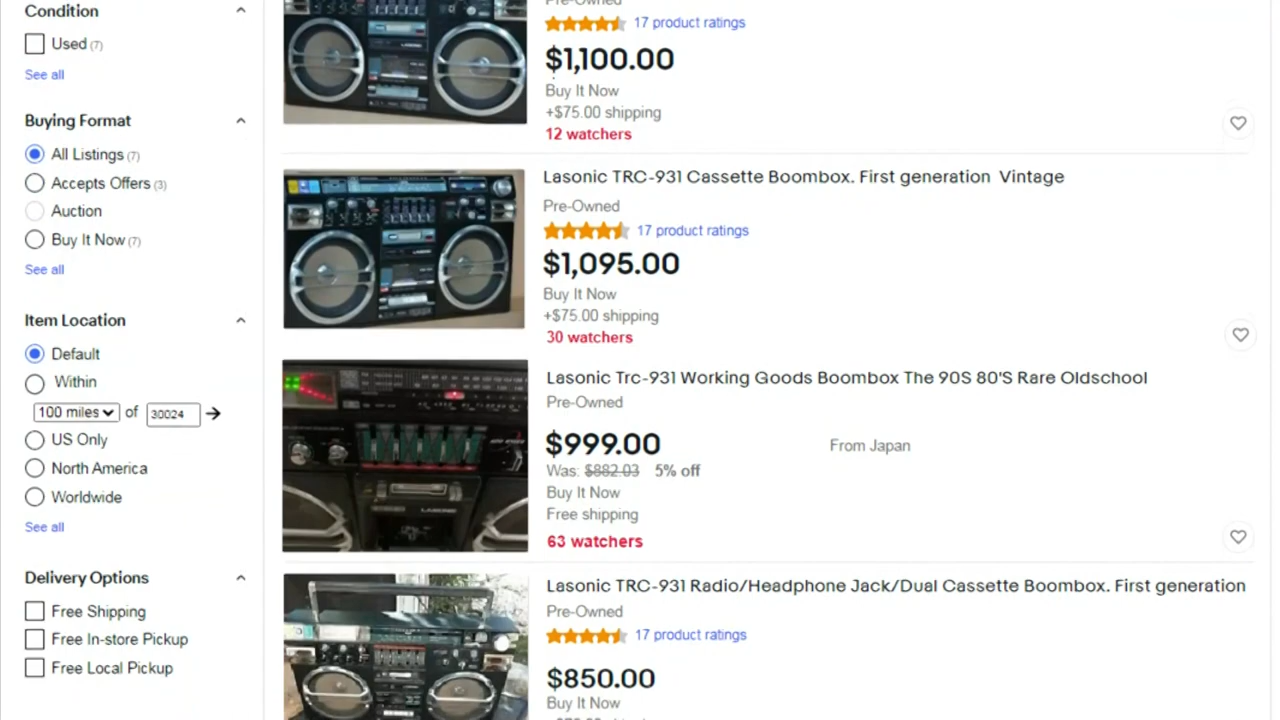 Condition
Used (7)
See all
Buying Format
All Listings (7)
Accepts Offers (3)
Auction
Buy It Now (7)
See all
Item Location
Default
Within
100 miles of 30024
US Only
North America
Worldwide
See all
Delivery Options
Free Shipping
Free In-store Pickup
Free Local Pickup
Pre-Owned
17 product ratings
$1,100.00
Buy It Now
+$75.00 shipping
12 watchers
Lasonic TRC-931 Cassette Boombox. First generation Vintage
Pre-Owned
17 product ratings
$1,095.00
Buy It Now
+$75.00 shipping
30 watchers
Lasonic Trc-931 Working Goods Boombox The 90S 80'S Rare Oldschool
Pre-Owned
$999.00
From Japan
Was: $882.03 5% off
Buy It Now
Free shipping
63 watchers
Lasonic TRC-931 Radio/Headphone Jack/Dual Cassette Boombox. First generation
Pre-Owned
17 product ratings
$850.00
Buy It Now